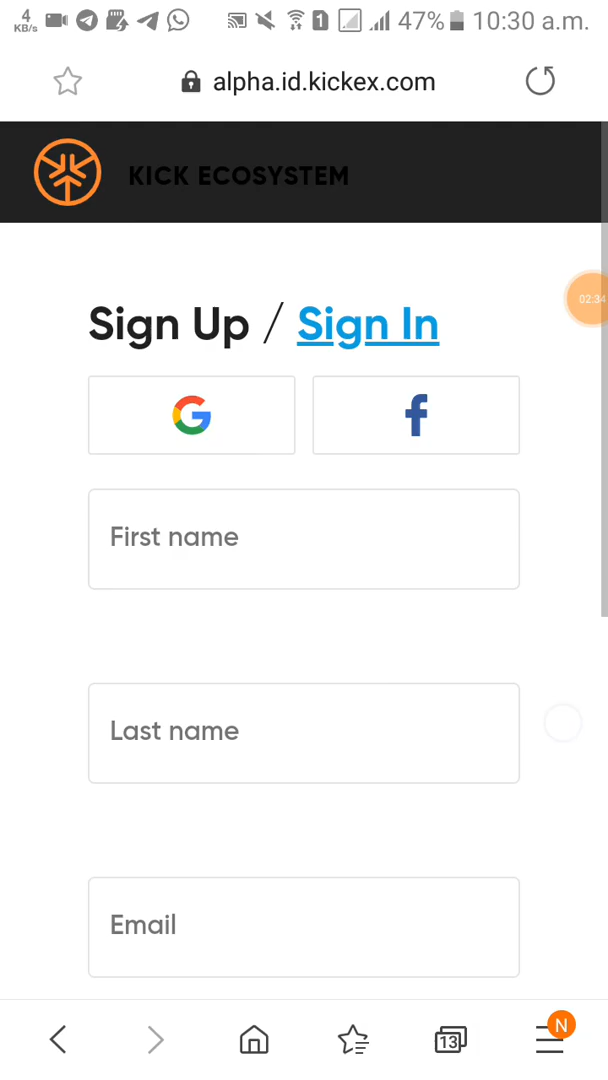 4
KB/s
1
47%
10:30 a.m.
alpha.id.kickex.com
KICK ECOSYSTEM
02:34
Sign Up / Sign In
G
f
First name
Last name
Email
13
N